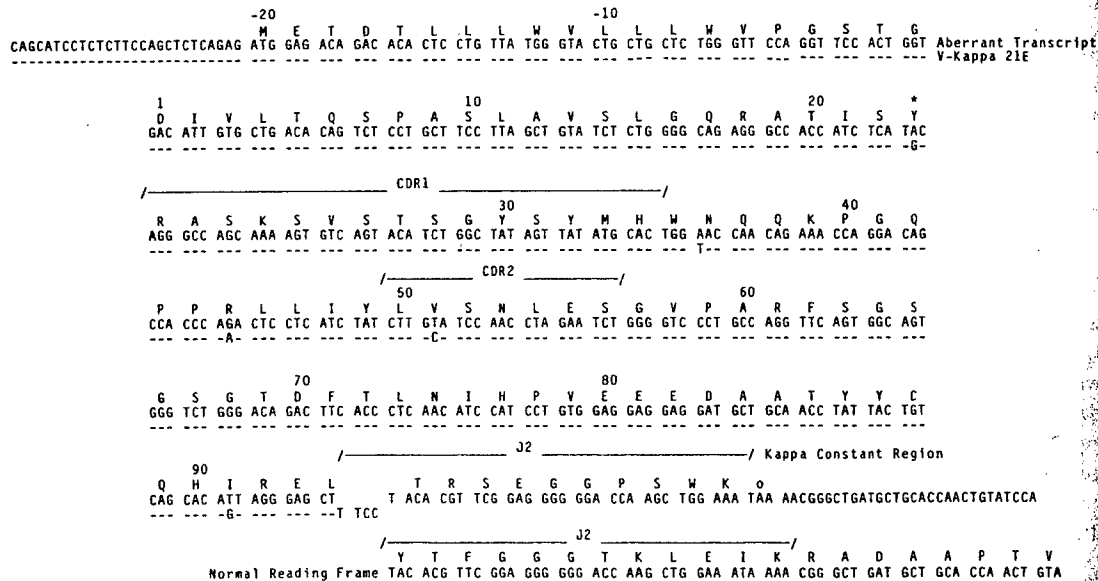 -20 -10
M E T D T L L L W V L L L W V P G S T G
CAGCATCCTCTCTTCCAGCTCTCAGAG ATG GAG ACA GAC ACA CTC CTG TTA TGG GTA CTG CTG CTC TGG GTT CCA GGT TCC ACT GGT Aberrant Transcript
--------------------------- --- --- --- --- --- --- --- --- --- --- --- --- --- --- --- --- --- --- --- --- V-Kappa 21E
1 10 20 *
D I V L T Q S P A S L A V S L G Q R A T I S Y
GAC ATT GTG CTG ACA CAG TCT CCT GCT TCC TTA GCT GTA TCT CTG GGG CAG AGG GCC ACC ATC TCA TAC
--- --- --- --- --- --- --- --- --- --- --- --- --- --- --- --- --- --- --- --- --- --- -G-
/ CDR1 /
R A S K S V S T S G Y S Y M H W N Q Q K P G Q
30 40
AGG GCC AGC AAA AGT GTC AGT ACA TCT GGC TAT AGT TAT ATG CAC TGG AAC CAA CAG AAA CCA GGA CAG
--- --- --- --- --- --- --- --- --- --- --- --- --- --- --- --- T-- --- --- --- --- --- ---
/ CDR2 /
50 60
P P R L L I Y L V S N L E S G V P A R F S G S
CCA CCC AGA CTC CTC ATC TAT CTT GTA TCC AAC CTA GAA TCT GGG GTC CCT GCC AGG TTC AGT GGC AGT
--- --- -A- --- --- --- --- --- -C- --- --- --- --- --- --- --- --- --- --- --- --- --- ---
70 80
G S G T D F T L N I H P V E E E D A A T Y Y C
GGG TCT GGG ACA GAC TTC ACC CTC AAC ATC CAT CCT GTG GAG GAG GAG GAT GCT GCA ACC TAT TAC TGT
--- --- --- --- --- --- --- --- --- --- --- --- --- --- --- --- --- --- --- --- --- --- ---
/ J2 / Kappa Constant Region
90
Q H I R E L T R S E G G P S W K o
CAG CAC ATT AGG GAG CT T ACA CGT TCG GAG GGG GGA CCA AGC TGG AAA TAA AACGGGCTGATGCTGCACCAACTGTATCCA
--- --- -G- --- --- --T TCC
/ J2 /
Y T F G G G T K L E I K R A D A A P T V
Normal Reading Frame TAC ACG TTC GGA GGG GGG ACC AAG CTG GAA ATA AAA CGG GCT GAT GCT GCA CCA ACT GTA